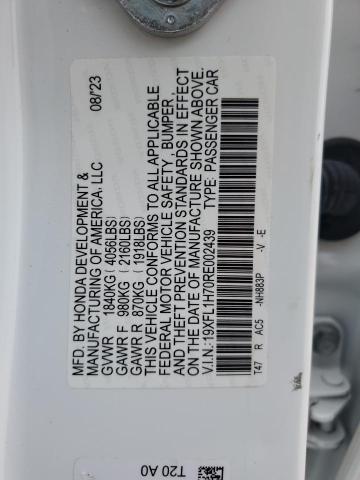 MFD. BY HONDA DEVELOPMENT & 08/'23
MANUFACTURING OF AMERICA, LLC
GVWR 1840KG ( 4056LBS)
GAWR F 980KG ( 2160LBS)
GAWR R 870KG ( 1918LBS)
THIS VEHICLE CONFORMS TO ALL APPLICABLE
FEDERAL MOTOR VEHICLE SAFETY, BUMPER,
AND THEFT PREVENTION STANDARDS IN EFFECT
ON THE DATE OF MANUFACTURE SHOWN ABOVE.
V.I.N.: 19XFL1H70RE002439 TYPE: PASSENGER CAR
T47 R AC5 -NH883P -V -E
T20 A0